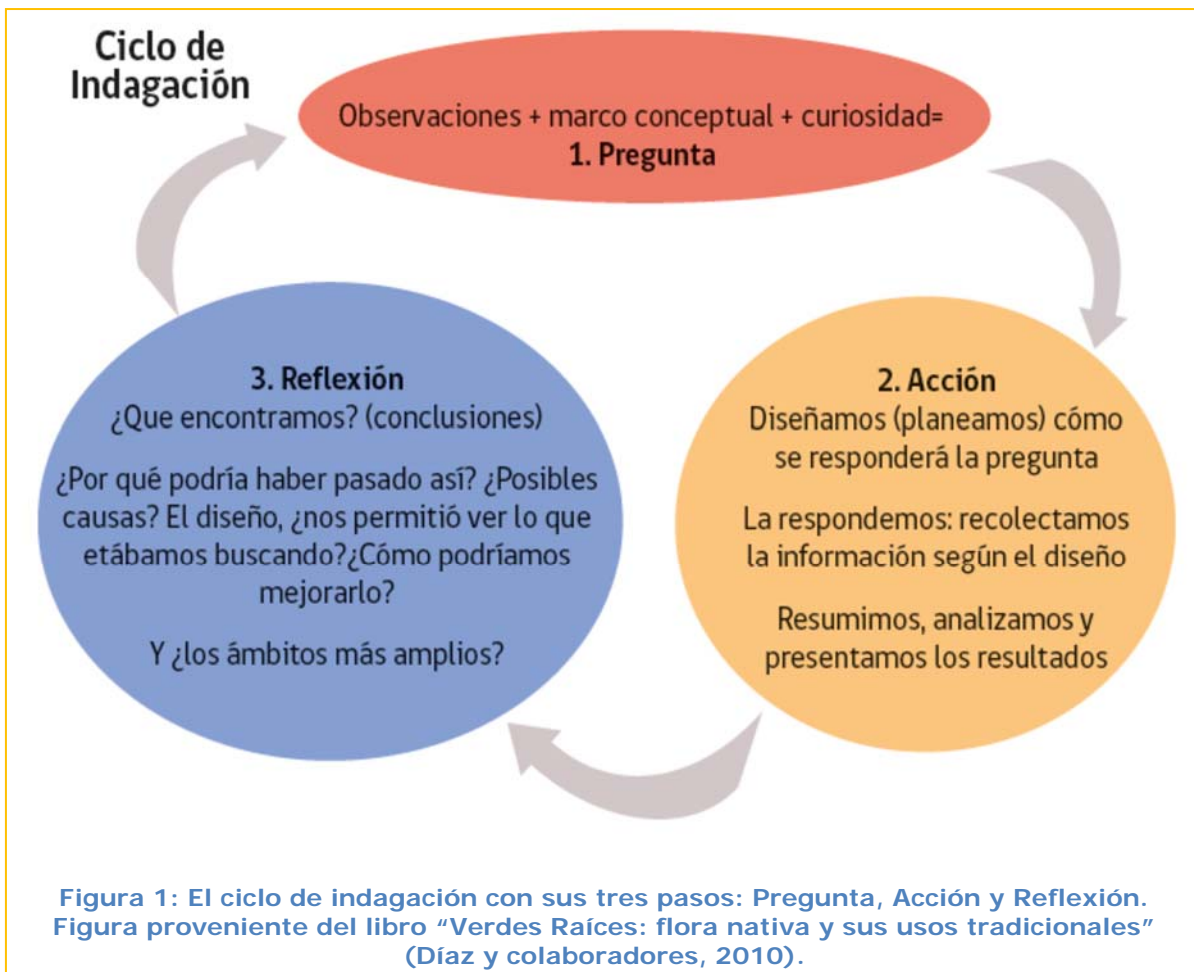 Ciclo de
Indagación
Observaciones + marco conceptual + curiosidad=
1. Pregunta
2. Acción
Diseñamos (planeamos) cómo
se responderá la pregunta
La respondemos: recolectamos
la información según el diseño
Resumimos, analizamos y
presentamos los resultados
3. Reflexión
¿Que encontramos? (conclusiones)
¿Por qué podría haber pasado así? ¿Posibles
causas? El diseño, ¿nos permitió ver lo que
etábamos buscando?¿Cómo podríamos
mejorarlo?
Y ¿los ámbitos más amplios?
Figura 1: El ciclo de indagación con sus tres pasos: Pregunta, Acción y Reflexión.
Figura proveniente del libro “Verdes Raíces: flora nativa y sus usos tradicionales”
(Díaz y colaboradores, 2010).